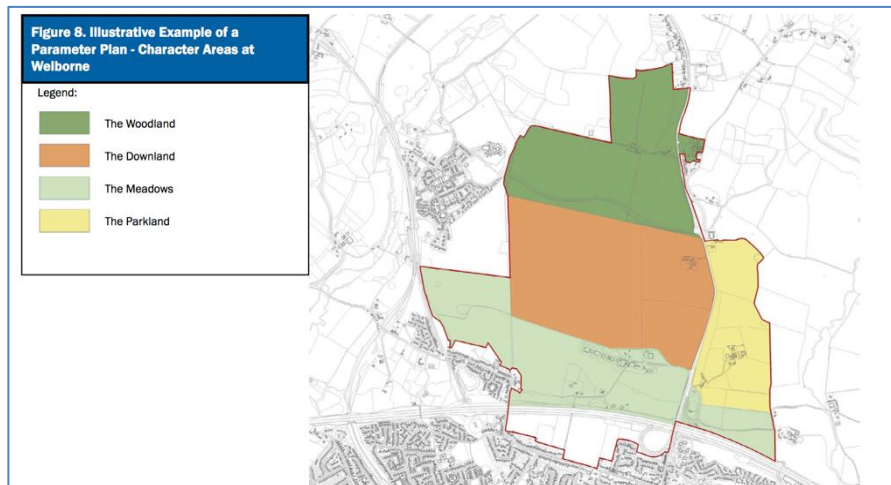 Figure 8. Illustrative Example of a
Parameter Plan - Character Areas at
Welborne
Legend:
The Woodland
The Downland
The Meadows
The Parkland